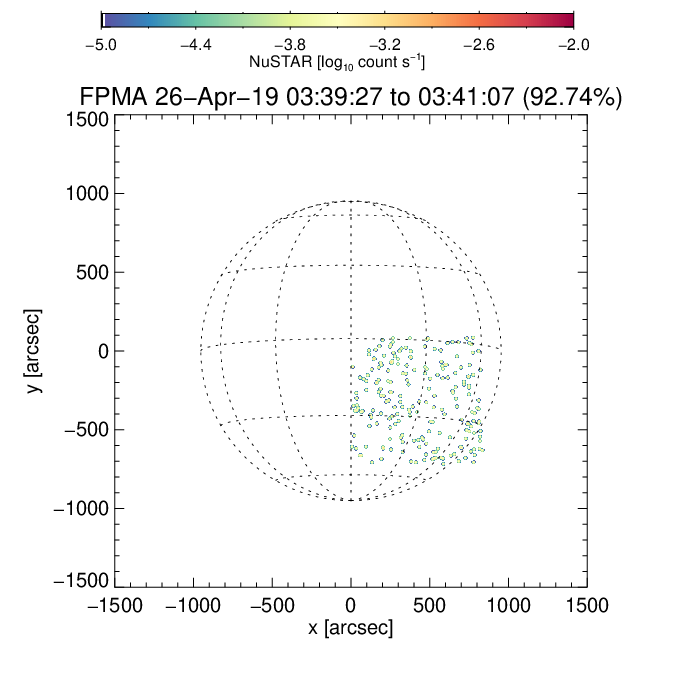 −5.0 −4.4 −3.8 −3.2 −2.6 −2.0
NuSTAR [log₁₀ count s⁻¹]
FPMA 26−Apr−19 03:39:27 to 03:41:07 (92.74%)
1500
1000
500
0
−500
−1000
−1500
y [arcsec]
−1500 −1000 −500 0 500 1000 1500
x [arcsec]